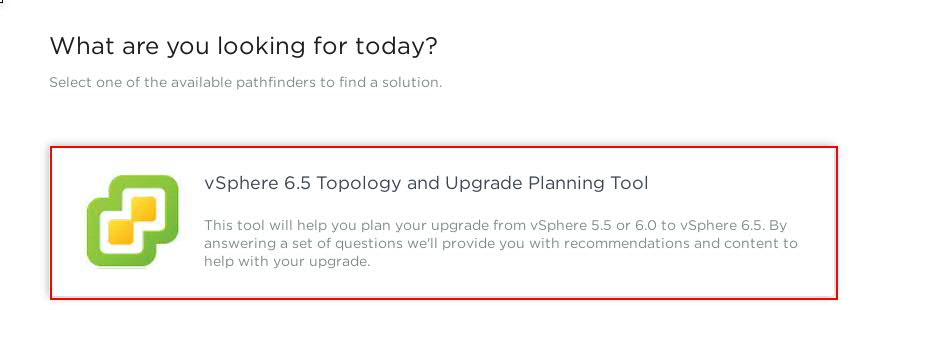 What are you looking for today?
Select one of the available pathfinders to find a solution.
vSphere 6.5 Topology and Upgrade Planning Tool
This tool will help you plan your upgrade from vSphere 5.5 or 6.0 to vSphere 6.5. By
answering a set of questions we'll provide you with recommendations and content to
help with your upgrade.